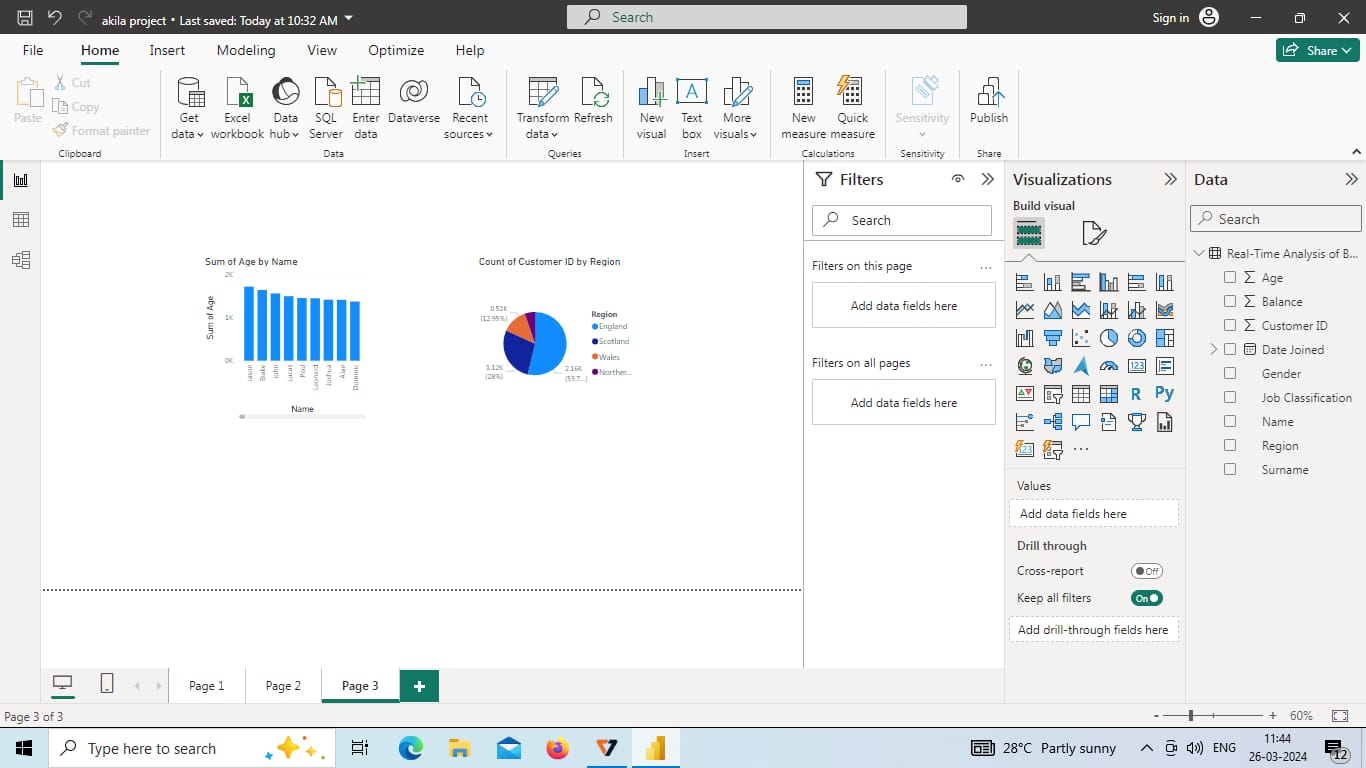 akila project • Last saved: Today at 10:32 AM
Search
Sign in
File
Home
Insert
Modeling
View
Optimize
Help
Share
Paste
Cut
Copy
Format painter
Clipboard
Get data
Excel workbook
Data hub
SQL Server
Enter data
Dataverse
Recent sources
Data
Transform data
Refresh
Queries
New visual
Text box
More visuals
Insert
New measure
Quick measure
Calculations
Sensitivity
Sensitivity
Publish
Share
Sum of Age by Name
2K
1K
0K
Sum of Age
Jason
Blake
John
Lucas
Paul
Leonard
Joshua
Alan
Dominic
Name
Count of Customer ID by Region
0.52K
(12.95%)
1.12K
(28%)
2.16K
(53.7...)
Region
England
Scotland
Wales
Norther...
Filters
Search
Filters on this page
...
Add data fields here
Filters on all pages
...
Add data fields here
Visualizations
Build visual
123
R
Py
123
...
Values
Add data fields here
Drill through
Cross-report
Off
Keep all filters
On
Add drill-through fields here
Data
Search
Real-Time Analysis of B...
Age
Balance
Customer ID
Date Joined
Gender
Job Classification
Name
Region
Surname
Page 1
Page 2
Page 3
Page 3 of 3
- + 60%
Type here to search
28°C Partly sunny
ENG
11:44
26-03-2024
12